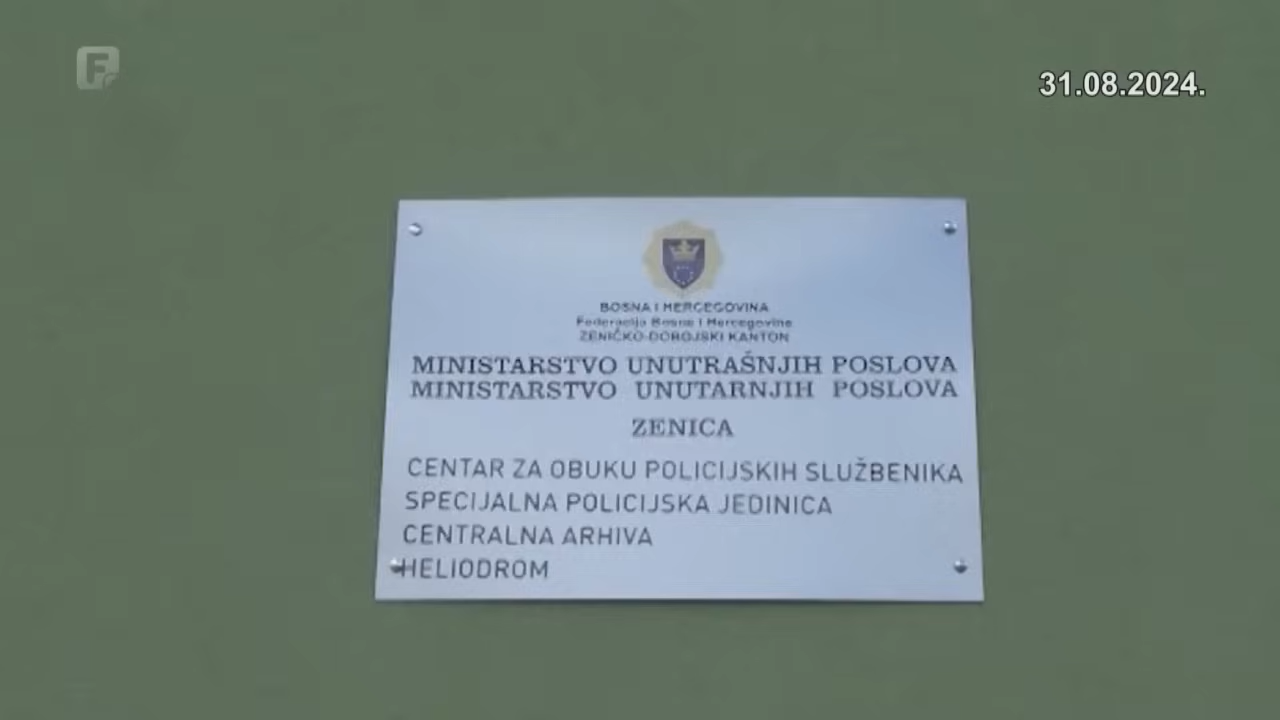 F
31.08.2024.
BOSNA I HERCEGOVINA
Federacija Bosne i Hercegovine
ZENIČKO-DOBOJSKI KANTON
MINISTARSTVO UNUTRAŠNJIH POSLOVA
MINISTARSTVO UNUTARNJIH POSLOVA
ZENICA
CENTAR ZA OBUKU POLICIJSKIH SLUŽBENIKA
SPECIJALNA POLICIJSKA JEDINICA
CENTRALNA ARHIVA
HELIODROM